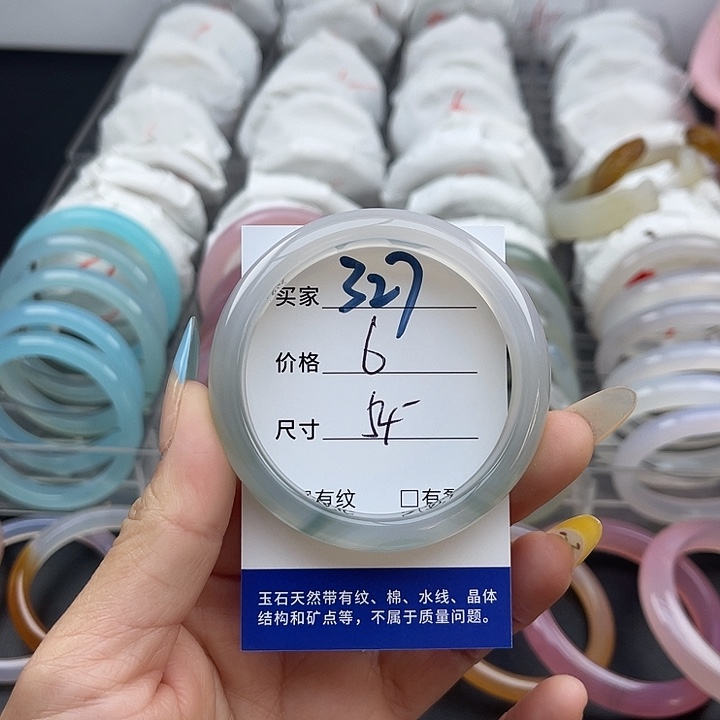 买家 327
价格 6
尺寸 54
有纹 □有
玉石天然带有纹、棉、水线、晶体
结构和矿点等，不属于质量问题。